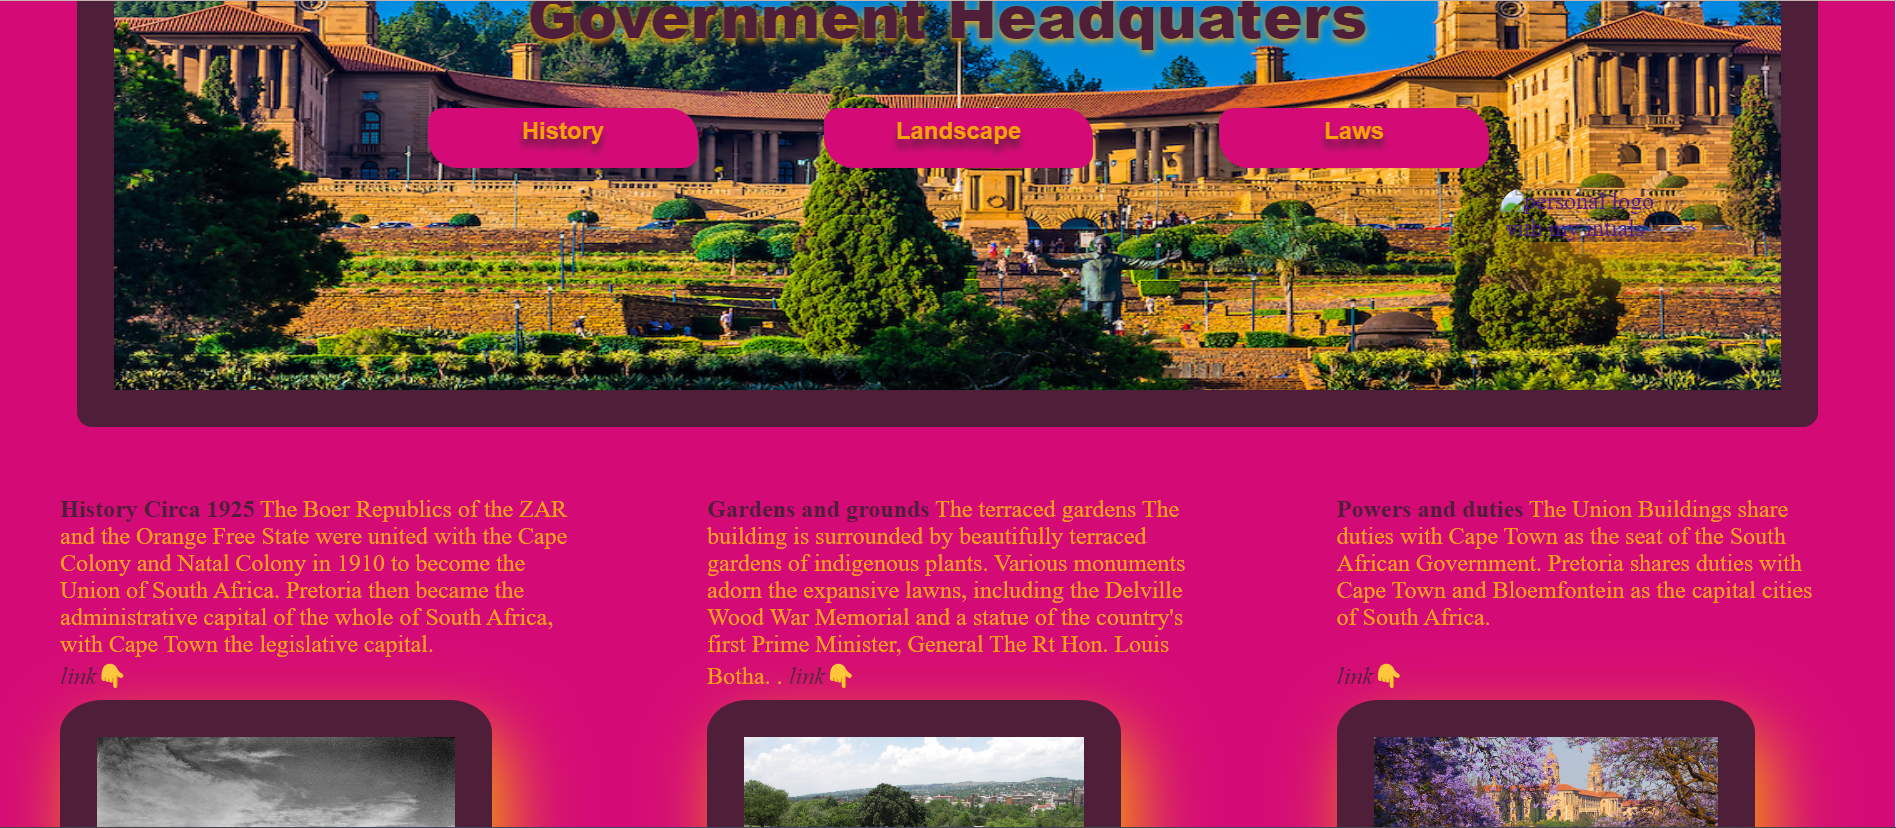 Government Headquaters
History
Landscape
Laws
personal logo
with my intials
History Circa 1925 The Boer Republics of the ZAR
and the Orange Free State were united with the Cape
Colony and Natal Colony in 1910 to become the
Union of South Africa. Pretoria then became the
administrative capital of the whole of South Africa,
with Cape Town the legislative capital.
link👇
Gardens and grounds The terraced gardens The
building is surrounded by beautifully terraced
gardens of indigenous plants. Various monuments
adorn the expansive lawns, including the Delville
Wood War Memorial and a statue of the country's
first Prime Minister, General The Rt Hon. Louis
Botha. . link👇
Powers and duties The Union Buildings share
duties with Cape Town as the seat of the South
African Government. Pretoria shares duties with
Cape Town and Bloemfontein as the capital cities
of South Africa.
link👇